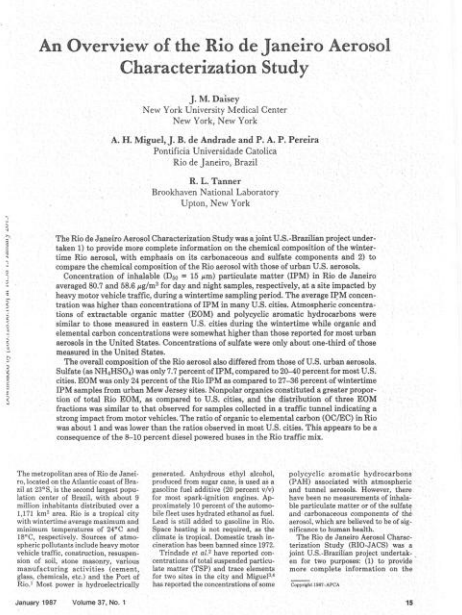 An Overview of the Rio de Janeiro Aerosol
Characterization Study
J. M. Daisey
New York University Medical Center
New York, New York
A. H. Miguel, J. B. de Andrade and P. A. P. Pereira
Pontificia Universidade Catolica
Rio de Janeiro, Brazil
R. L. Tanner
Brookhaven National Laboratory
Upton, New York
The Rio de Janeiro Aerosol Characterization Study was a joint U.S.-Brazilian project under-
taken 1) to provide more complete information on the chemical composition of the winter-
time Rio aerosol, with emphasis on its carbonaceous and sulfate components and 2) to
compare the chemical composition of the Rio aerosol with those of urban U.S. aerosols.
Concentration of inhalable (D₅₀ = 15 μm) particulate matter (IPM) in Rio de Janeiro
averaged 80.7 and 58.6 μg/m³ for day and night samples, respectively, at a site impacted by
heavy motor vehicle traffic, during a wintertime sampling period. The average IPM concen-
tration was higher than concentrations of IPM in many U.S. cities. Atmospheric concentra-
tions of extractable organic matter (EOM) and polycyclic aromatic hydrocarbons were
similar to those measured in eastern U.S. cities during the wintertime while organic and
elemental carbon concentrations were somewhat higher than those reported for most urban
aerosols in the United States. Concentrations of sulfate were only about one-third of those
measured in the United States.
The overall composition of the Rio aerosol also differed from those of U.S. urban aerosols.
Sulfate (as NH₄HSO₄) was only 7.7 percent of IPM, compared to 20–40 percent for most U.S.
cities. EOM was only 24 percent of the Rio IPM as compared to 27–36 percent of wintertime
IPM samples from urban New Jersey sites. Nonpolar organics constituted a greater propor-
tion of total Rio EOM, as compared to U.S. cities, and the distribution of three EOM
fractions was similar to that observed for samples collected in a traffic tunnel indicating a
strong impact from motor vehicles. The ratio of organic to elemental carbon (OC/EC) in Rio
was about 1 and was lower than the ratios observed in most U.S. cities. This appears to be a
consequence of the 8–10 percent diesel powered buses in the Rio traffic mix.
The metropolitan area of Rio de Janei-
ro, located on the Atlantic coast of Bra-
zil at 23°S, is the second largest popu-
lation center of Brazil, with about 9
million inhabitants distributed over a
1,171 km² area. Rio is a tropical city
with wintertime average maximum and
minimum temperatures of 24°C and
18°C, respectively. Sources of atmo-
spheric pollutants include heavy motor
vehicle traffic, construction, resuspen-
sion of soil, stone masonry, various
manufacturing activities (cement,
glass, chemicals, etc.) and the Port of
Rio.¹ Most power is hydroelectrically
generated. Anhydrous ethyl alcohol,
produced from sugar cane, is used as a
gasoline fuel additive (20 percent v/v)
for most spark-ignition engines. Ap-
proximately 10 percent of the automo-
bile fleet uses hydrated ethanol as fuel.
Lead is still added to gasoline in Rio.
Space heating is not required, as the
climate is tropical. Domestic trash in-
cineration has been banned since 1972.
Trindade et al.² have reported con-
centrations of total suspended particu-
late matter (TSP) and trace elements
for two sites in the city and Miguel³,⁴
has reported the concentrations of some
polycyclic aromatic hydrocarbons
(PAH) associated with atmospheric
and tunnel aerosols. However, there
have been no measurements of inhala-
ble particulate matter or of the sulfate
and carbonaceous components of the
aerosol, which are believed to be of sig-
nificance to human health.
The Rio de Janeiro Aerosol Charac-
terization Study (RIO-JACS) was a
joint U.S.-Brazilian project undertak-
en for two purposes: (1) to provide
more complete information on the
Copyright 1987-APCA
January 1987 Volume 37, No. 1 15